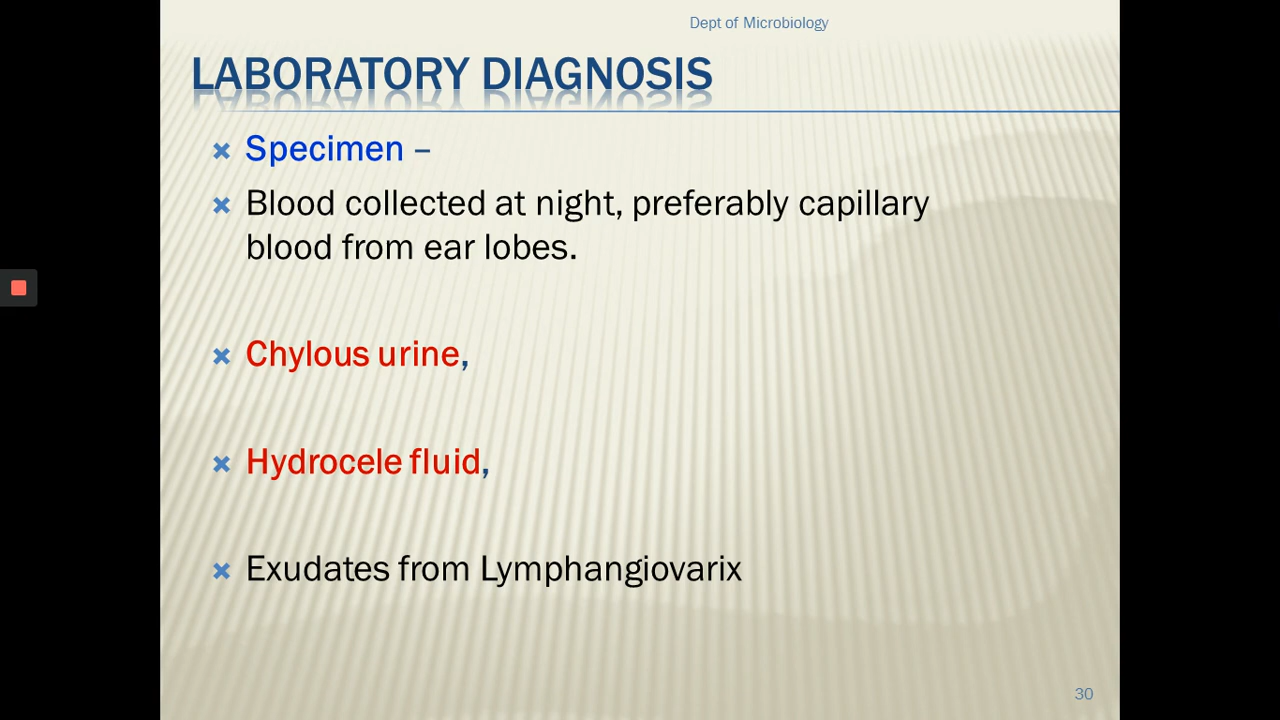 Dept of Microbiology
LABORATORY DIAGNOSIS
Specimen –
Blood collected at night, preferably capillary
blood from ear lobes.
Chylous urine,
Hydrocele fluid,
Exudates from Lymphangiovarix
30